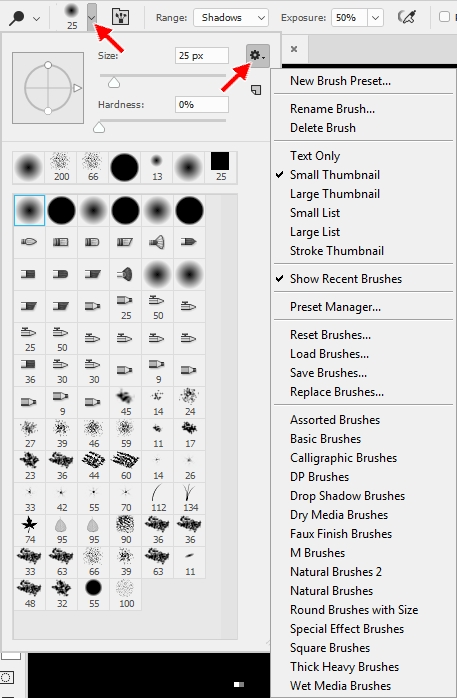 25 Range: Shadows Exposure: 50%
Size: 25 px
Hardness: 0%
200 66 13 25
25 50
25 50
36 30 30 9
9 45 14 24
27 39 46 59 11 17
23 36 44 60 14 26
33 42 55 70 112 134
74 95 95 90 36 36
33 63 66 39 63 11
48 32 55 100
New Brush Preset...
Rename Brush...
Delete Brush
Text Only
Small Thumbnail
Large Thumbnail
Small List
Large List
Stroke Thumbnail
Show Recent Brushes
Preset Manager...
Reset Brushes...
Load Brushes...
Save Brushes...
Replace Brushes...
Assorted Brushes
Basic Brushes
Calligraphic Brushes
DP Brushes
Drop Shadow Brushes
Dry Media Brushes
Faux Finish Brushes
M Brushes
Natural Brushes 2
Natural Brushes
Round Brushes with Size
Special Effect Brushes
Square Brushes
Thick Heavy Brushes
Wet Media Brushes